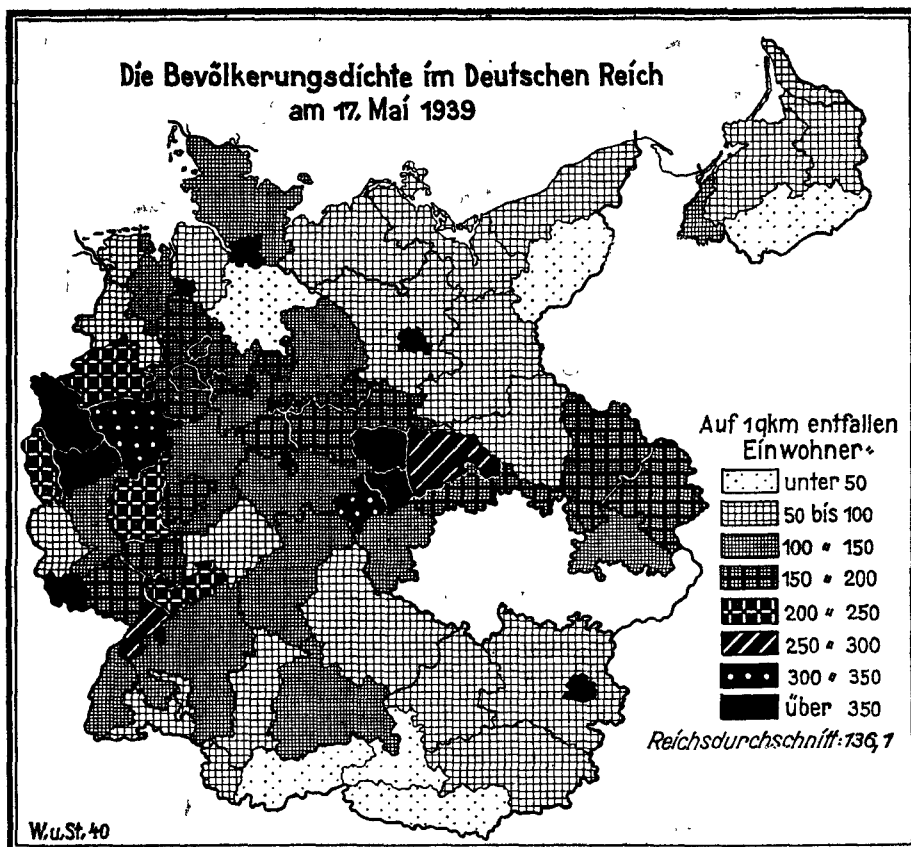 Die Bevölkerungsdichte im Deutschen Reich
am 17. Mai 1939
Auf 1qkm entfallen
Einwohner:
unter 50
50 bis 100
100 " 150
150 " 200
200 " 250
250 " 300
300 " 350
über 350
Reichsdurchschnitt: 136,1
W.u.St. 40